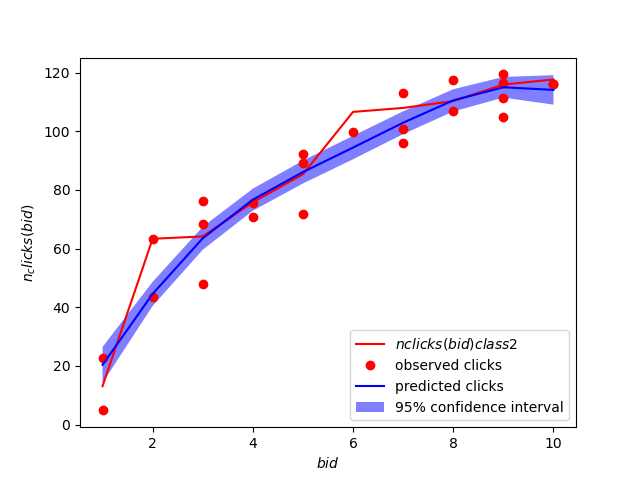 120
100
80
60
40
20
0
n_clicks(bid)
nclicks(bid)class2
observed clicks
predicted clicks
95% confidence interval
2
4
6
8
10
bid